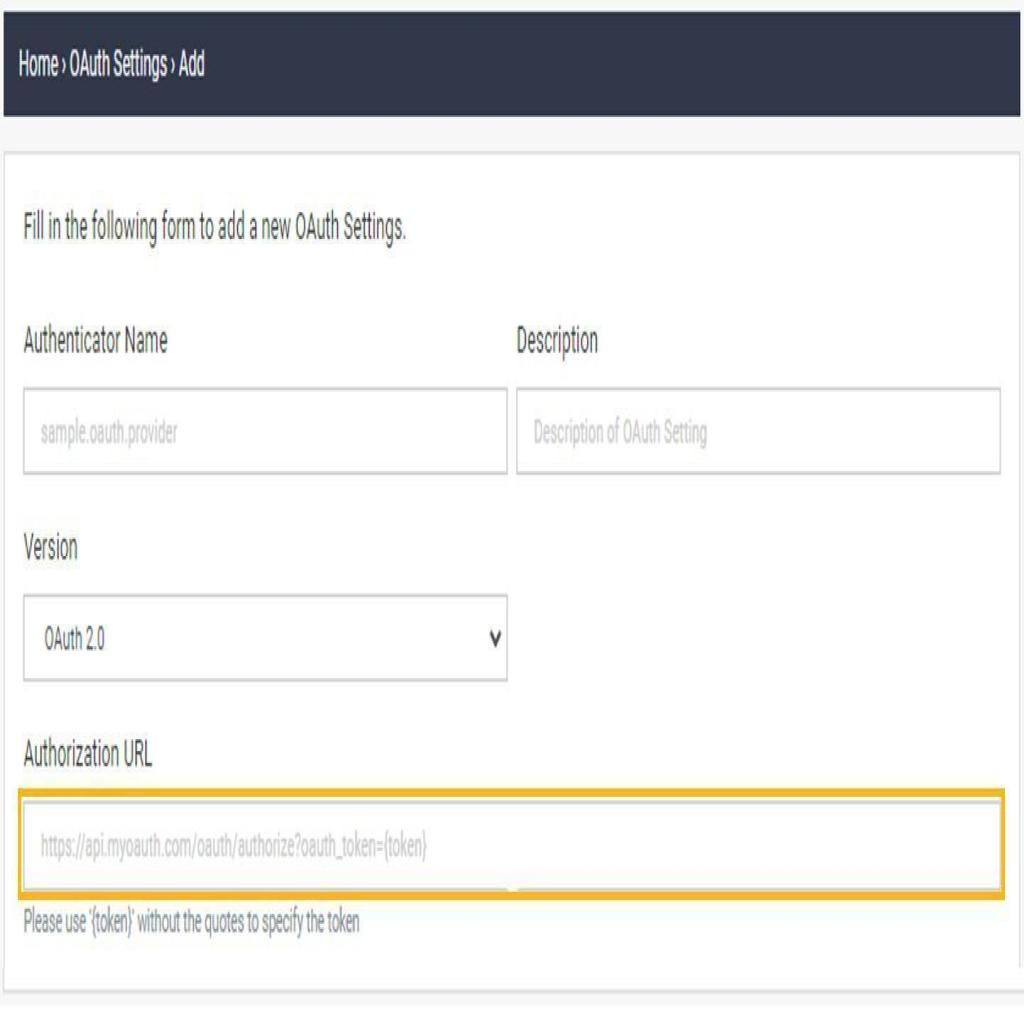 Home › OAuth Settings › Add
Fill in the following form to add a new OAuth Settings.
Authenticator Name
Description
sample.oauth.provider
Description of OAuth Setting
Version
OAuth 2.0
Authorization URL
https://api.myoauth.com/oauth/authorize?oauth_token={token}
Please use '{token}' without the quotes to specify the token